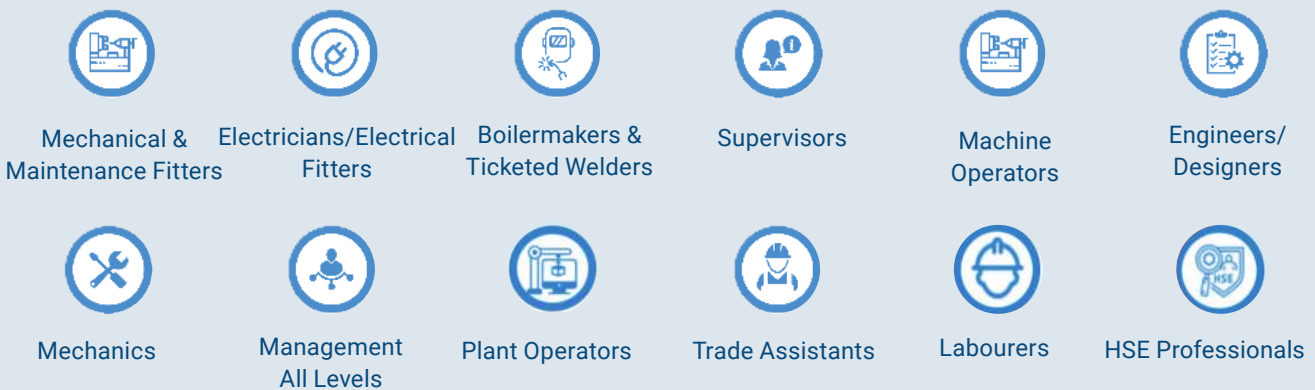 Mechanical &
Maintenance Fitters
Electricians/Electrical
Fitters
Boilermakers &
Ticketed Welders
Supervisors
Machine
Operators
Engineers/
Designers
Mechanics
Management
All Levels
Plant Operators
Trade Assistants
Labourers
HSE
HSE Professionals